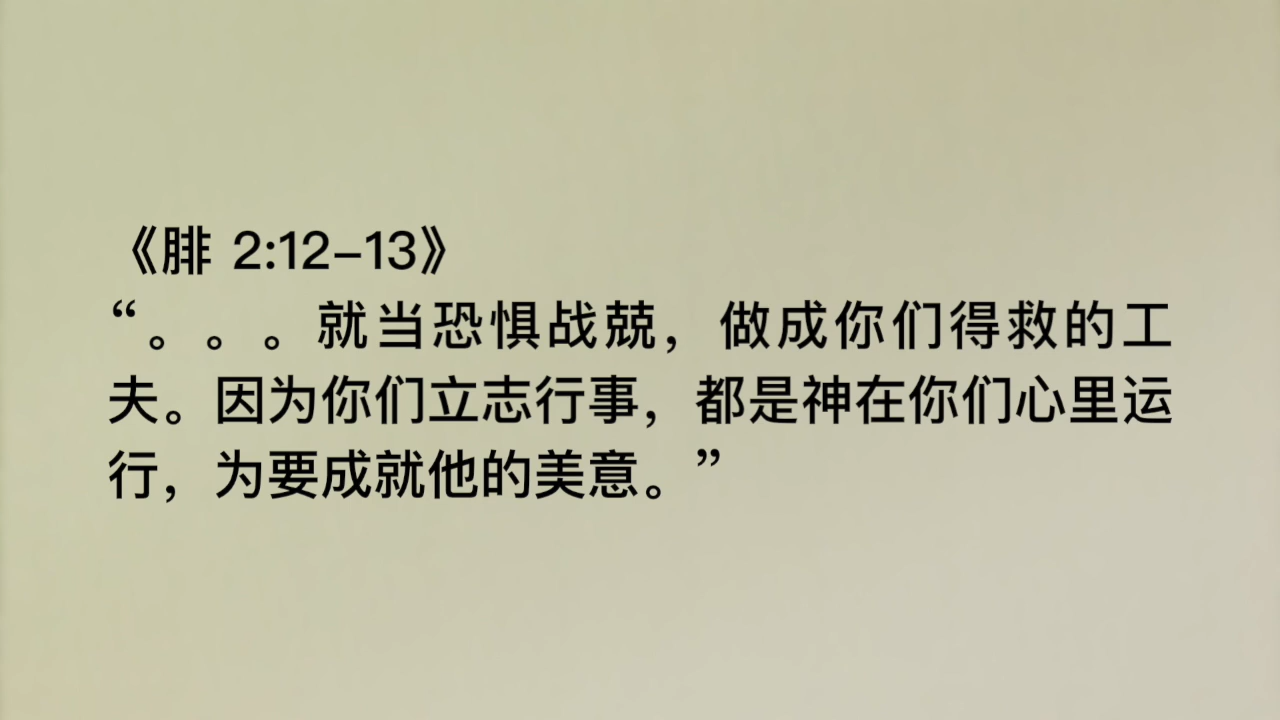 《腓 2:12–13》
“。。。就当恐惧战兢，做成你们得救的工
夫。因为你们立志行事，都是神在你们心里运
行，为要成就他的美意。”